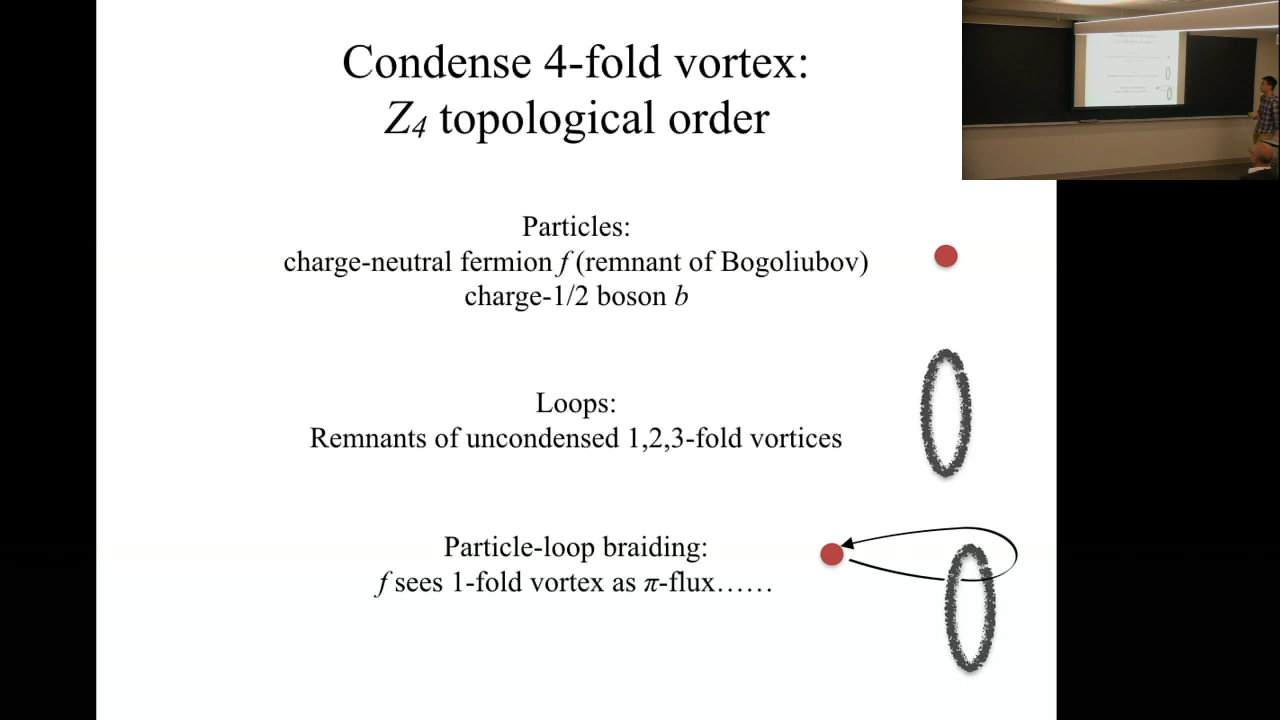 Condense 4-fold vortex:
Z4 topological order
Particles:
charge-neutral fermion f (remnant of Bogoliubov)
charge-1/2 boson b
Loops:
Remnants of uncondensed 1,2,3-fold vortices
Particle-loop braiding:
f sees 1-fold vortex as π-flux……